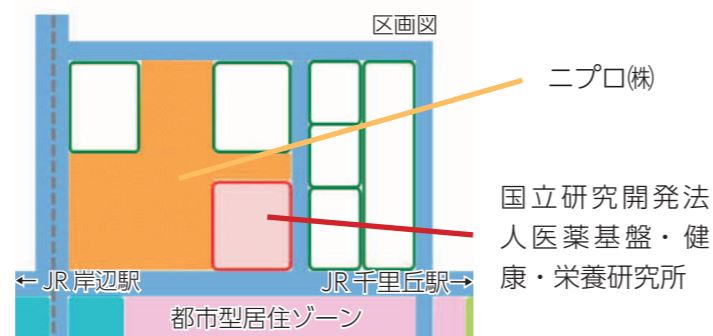 区画図
ニプロ㈱
国立研究開発法
人医薬基盤・健
康・栄養研究所
←JR岸辺駅
JR千里丘駅→
都市型居住ゾーン